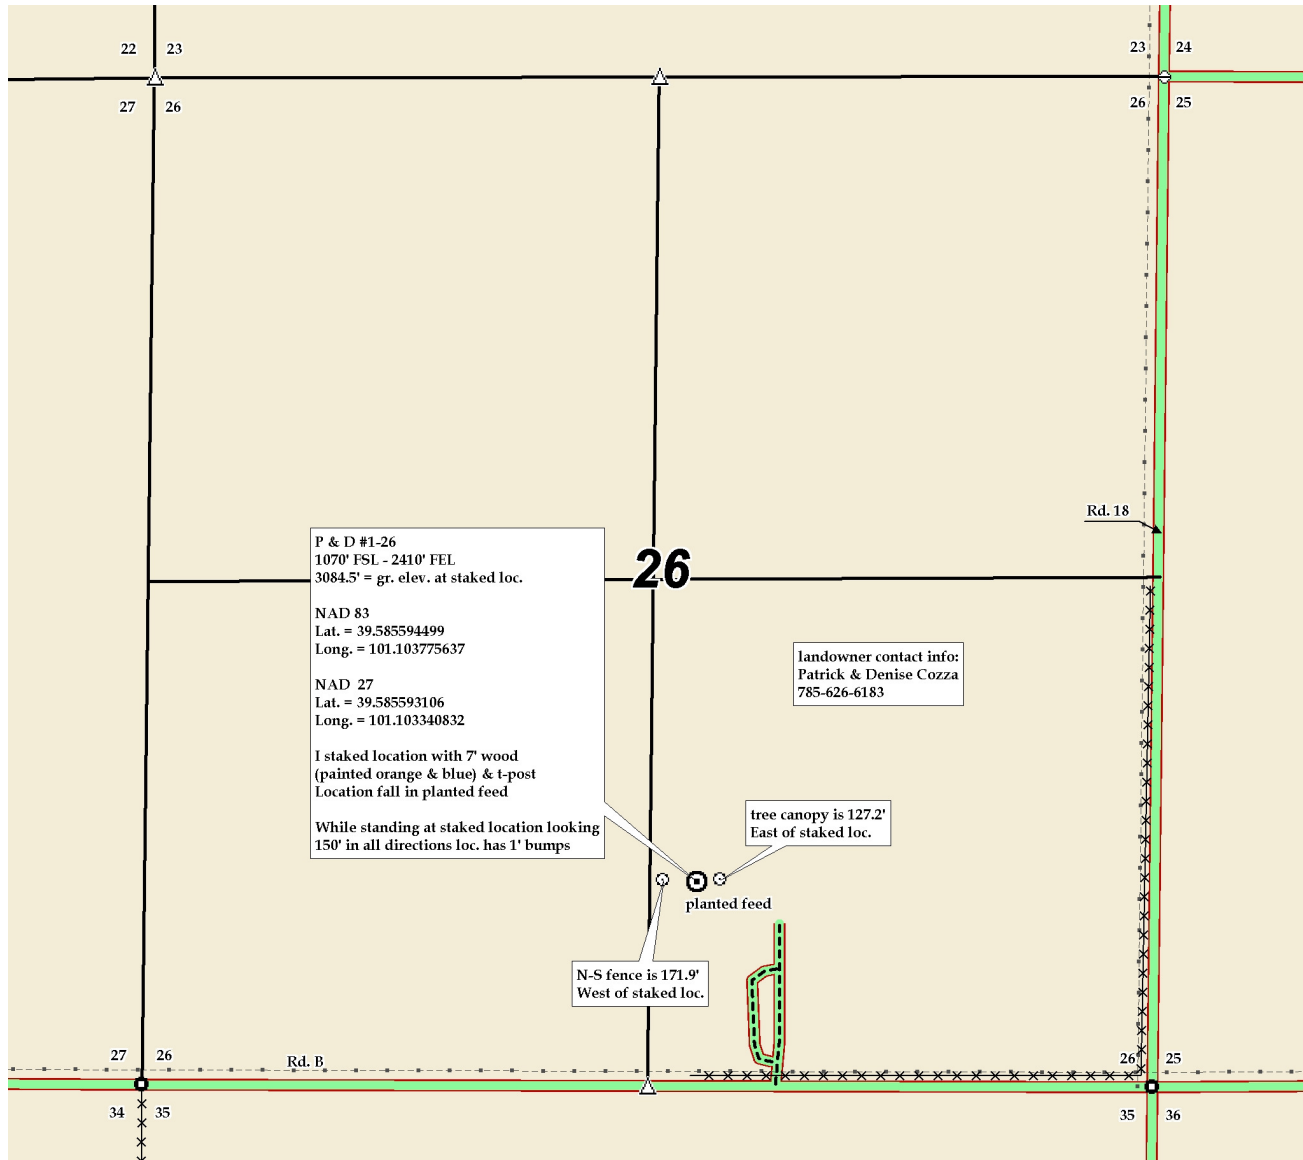 22 23
23 24
27 26
26 25
Rd. 18
P & D #1-26
1070' FSL - 2410' FEL
3084.5' = gr. elev. at staked loc.
NAD 83
Lat. = 39.585594499
Long. = 101.103775637
NAD 27
Lat. = 39.585593106
Long. = 101.103340832
I staked location with 7' wood
(painted orange & blue) & t-post
Location fall in planted feed
While standing at staked location looking
150' in all directions loc. has 1' bumps
26
landowner contact info:
Patrick & Denise Cozza
785-626-6183
tree canopy is 127.2'
East of staked loc.
planted feed
N-S fence is 171.9'
West of staked loc.
27 26
Rd. B
26 25
34 35
35 36